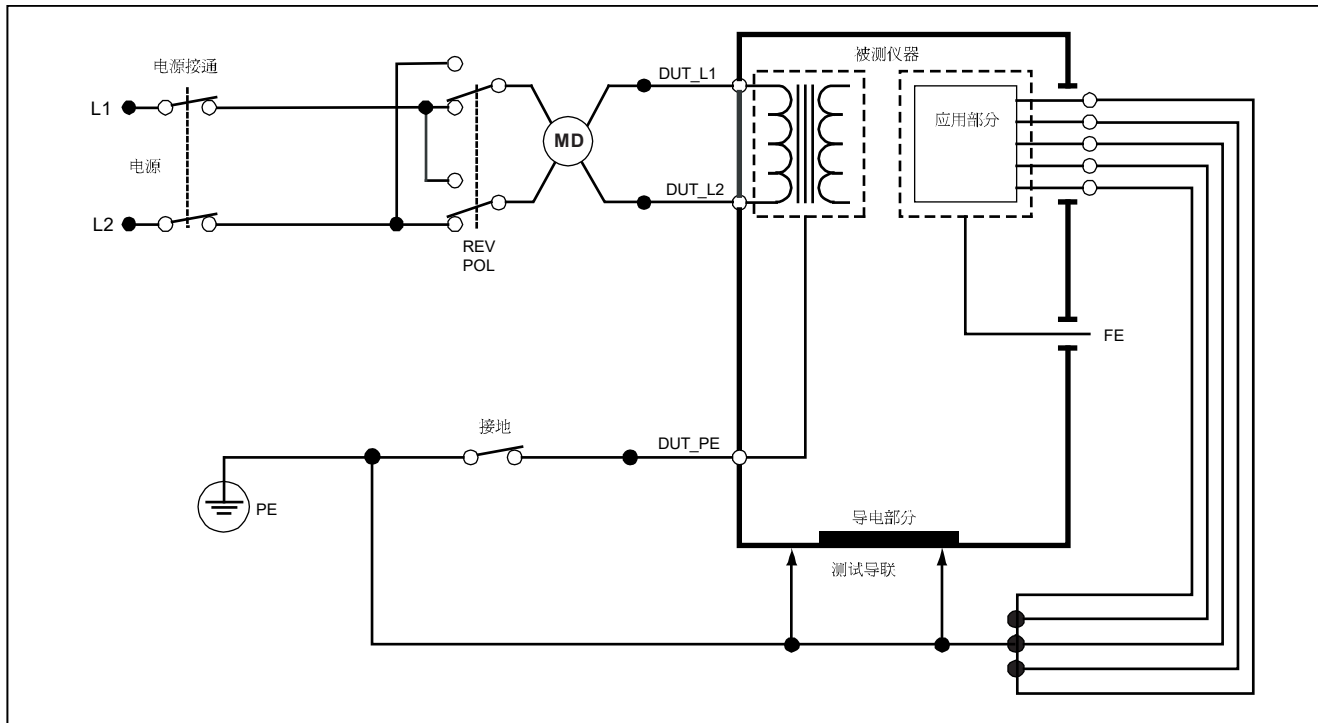 电源接通
L1
电源
L2
REV
POL
MD
DUT_L1
DUT_L2
被测仪器
应用部分
FE
接地
DUT_PE
PE
导电部分
测试导联